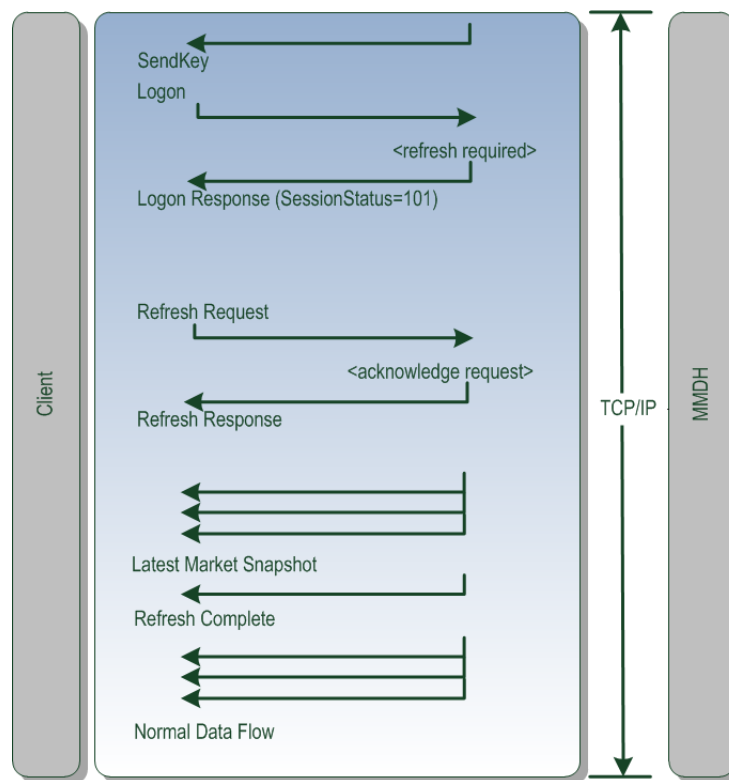 SendKey
Logon
<refresh required>
Logon Response (SessionStatus=101)
Refresh Request
<acknowledge request>
Refresh Response
Latest Market Snapshot
Refresh Complete
Normal Data Flow
Client
TCP/IP
MMDH